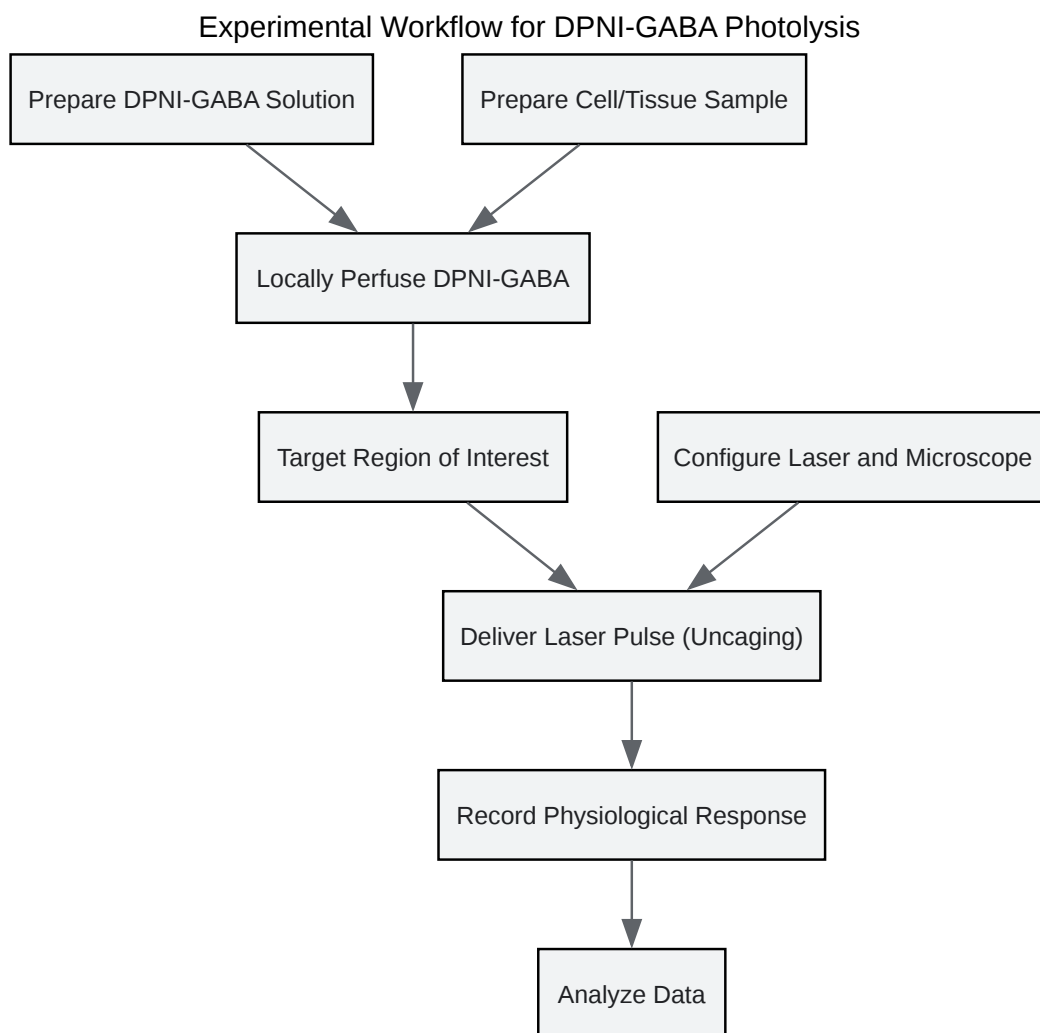 Experimental Workflow for DPNI-GABA Photolysis
Prepare DPNI-GABA Solution
Prepare Cell/Tissue Sample
Locally Perfuse DPNI-GABA
Target Region of Interest
Configure Laser and Microscope
Deliver Laser Pulse (Uncaging)
Record Physiological Response
Analyze Data